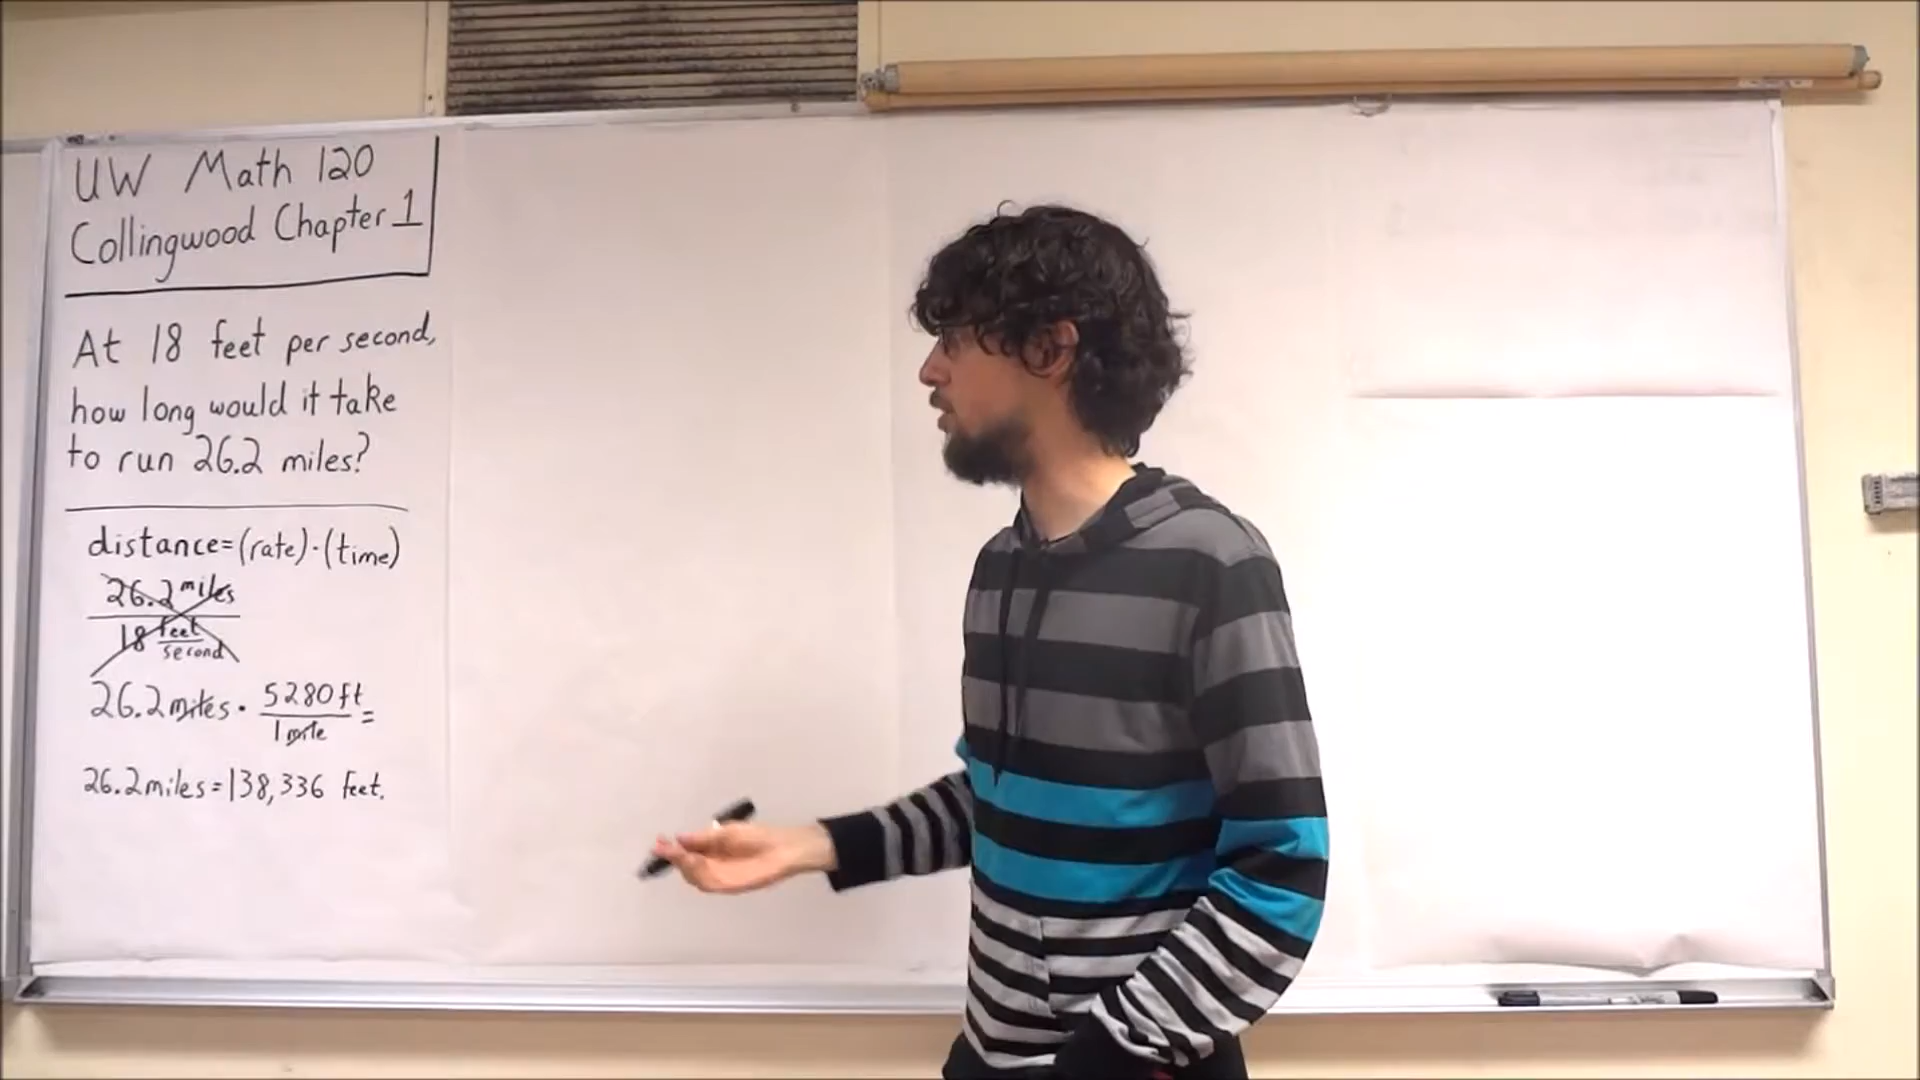 UW Math 120
Collingwood Chapter 1
At 18 feet per second,
how long would it take
to run 26.2 miles?
distance=(rate)·(time)
26.2 miles
18 feet
second
26.2 miles · 5280 ft
1 mile =
26.2 miles = 138,336 feet.